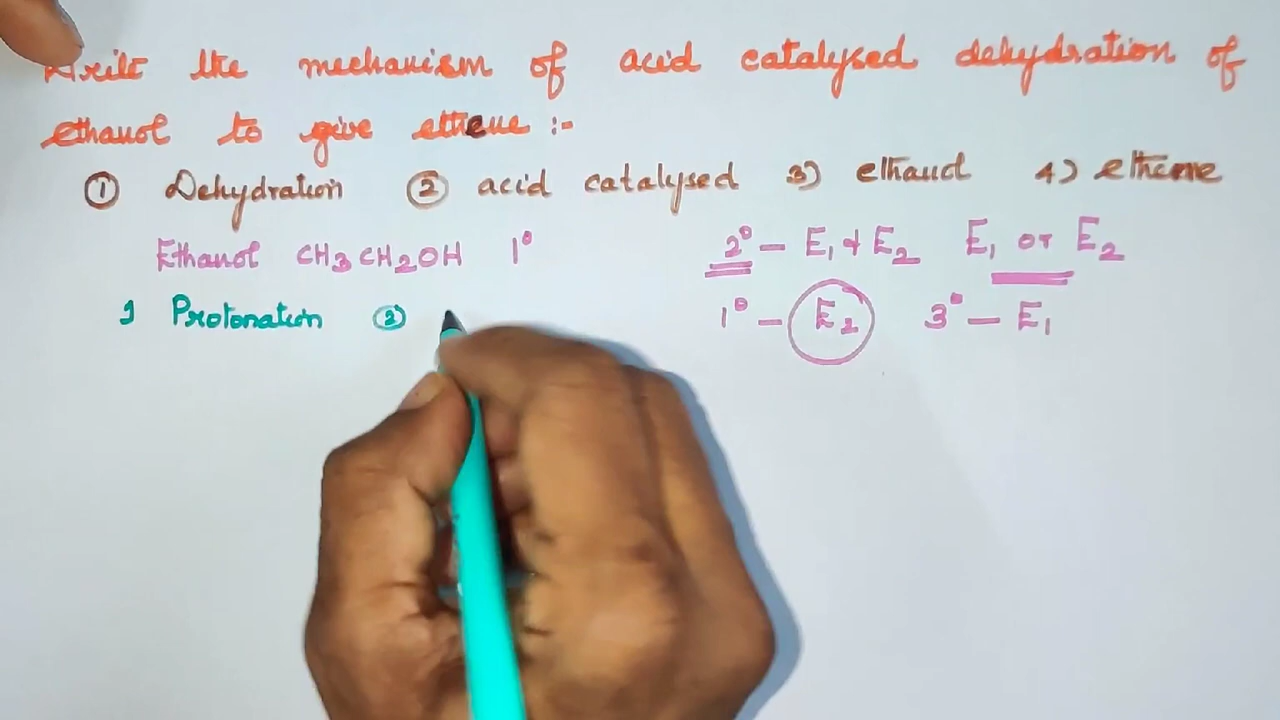 Write the mechanism of acid catalysed dehydration of
ethanol to give ethene :-
① Dehydration ② acid catalysed 3) ethanol 4) ethene
Ethanol CH3CH2OH 1° 2° - E1 & E2 E1 or E2
1 Protonation ② 1° - E2 3° - E1